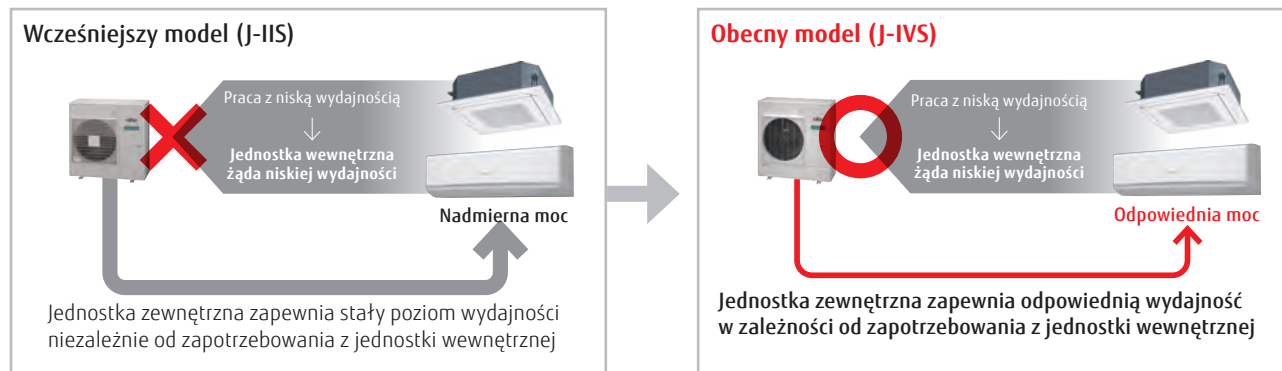 Wcześniejszy model (J-IIS)
Praca z niską wydajnością
↓
Jednostka wewnętrzna
żąda niskiej wydajności
Nadmierna moc
Jednostka zewnętrzna zapewnia stały poziom wydajności
niezależnie od zapotrzebowania z jednostki wewnętrznej
Obecny model (J-IVS)
Praca z niską wydajnością
↓
Jednostka wewnętrzna
żąda niskiej wydajności
Odpowiednia moc
Jednostka zewnętrzna zapewnia odpowiednią wydajność
w zależności od zapotrzebowania z jednostki wewnętrznej